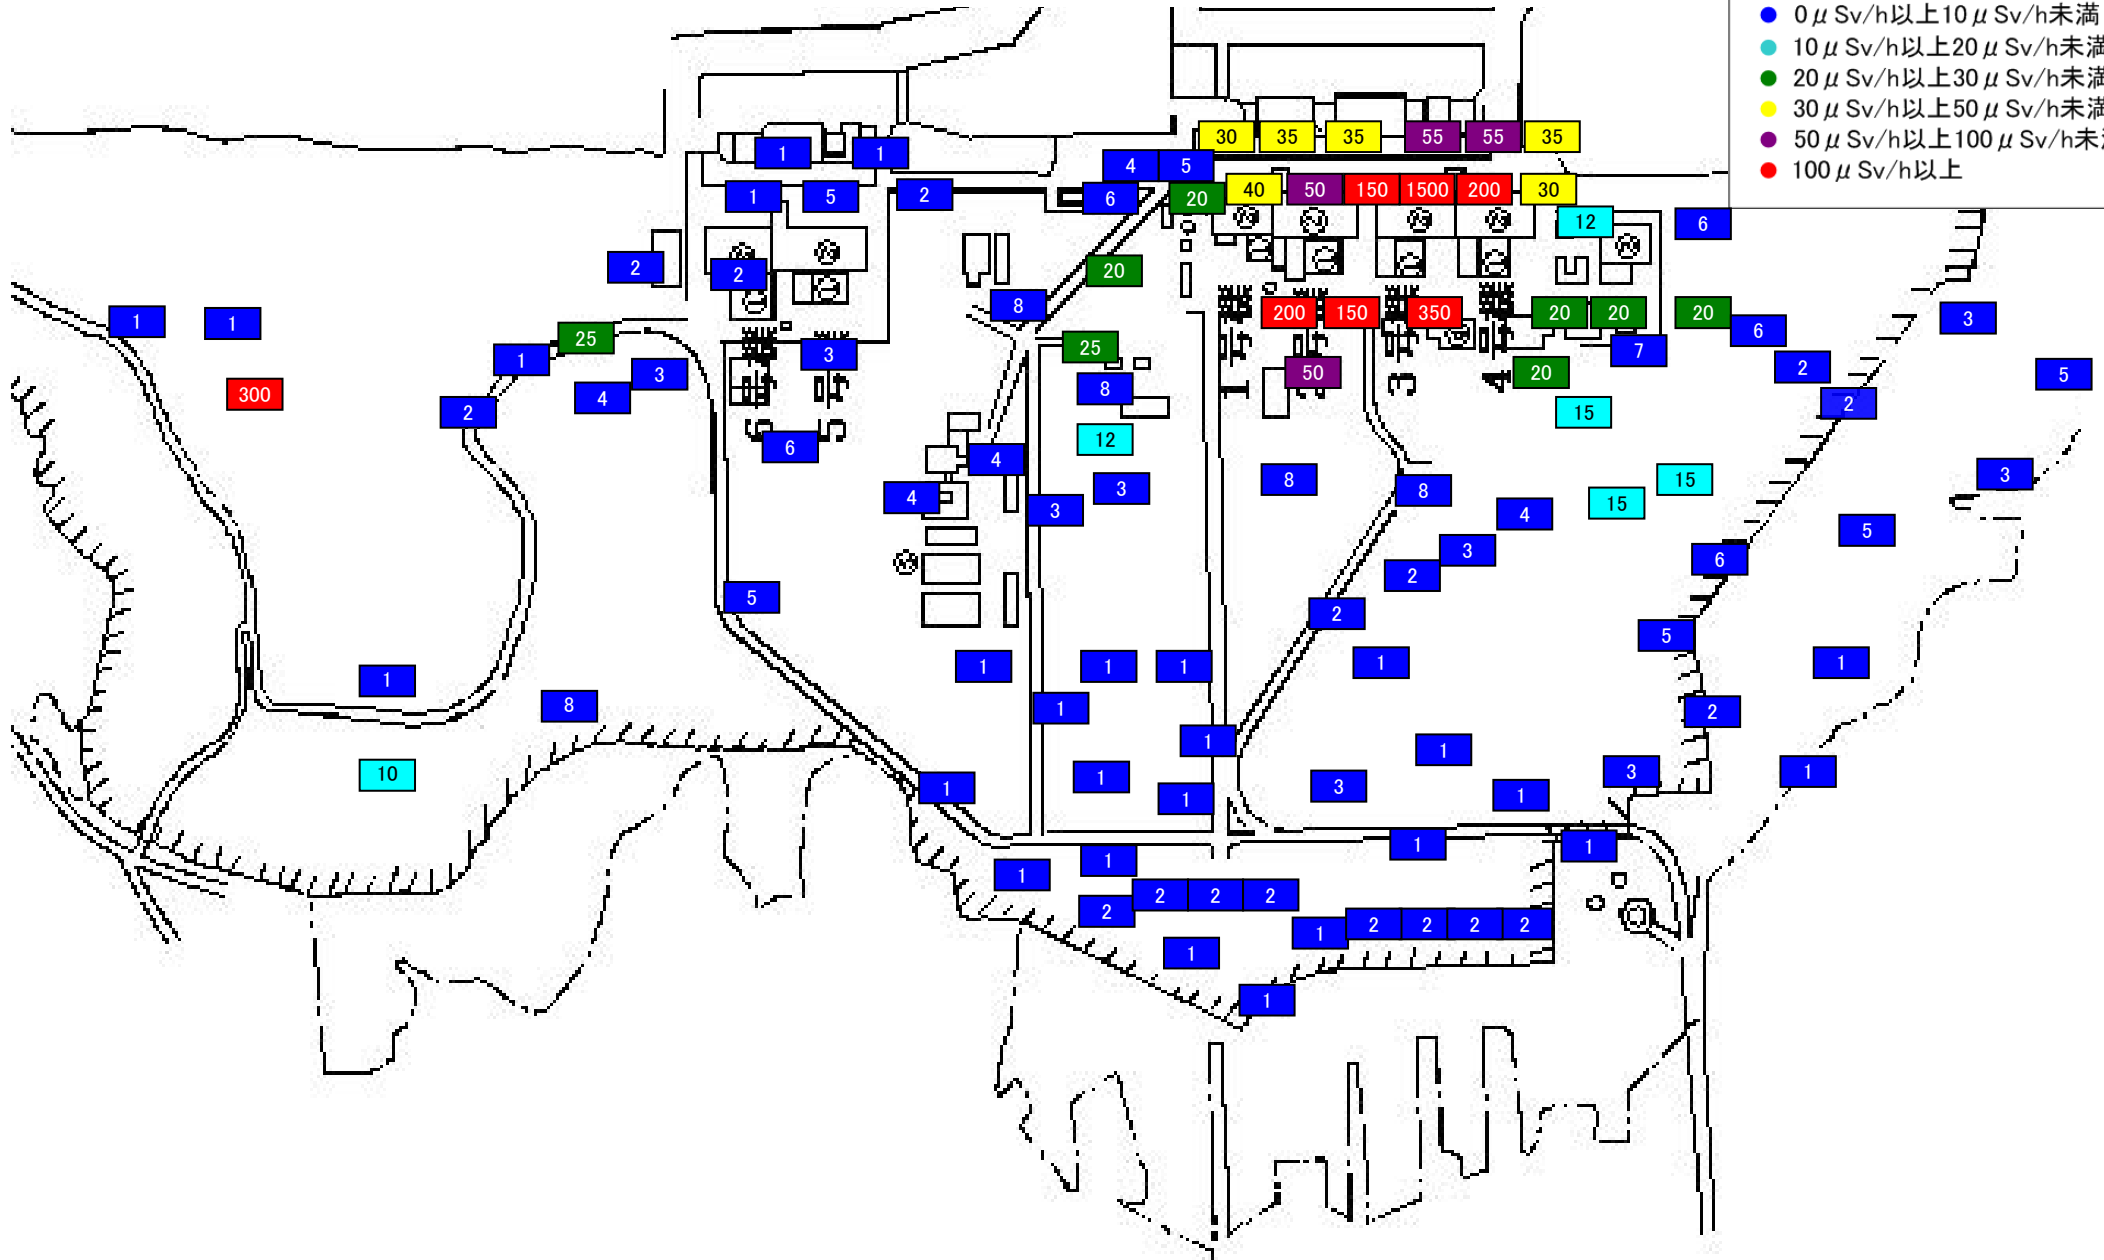 0μSv/h以上10μSv/h未満
10μSv/h以上20μSv/h未満
20μSv/h以上30μSv/h未満
30μSv/h以上50μSv/h未満
50μSv/h以上100μSv/h未満
100μSv/h以上
30 35 35 55 55 35
1 1 4 5
1 5 2 6 20 40 50 150 1500 200 30
12 6
2 2 20
1 1 8 200 150 350 20 20 20 6 3
25 1 3 25 7
300 4 3 8 50 20 2 5
2 15 2
6 12
4 4 8 8 15 3
3 3 4 15 5
3 6
5 2
2 5
1 1 1 1 1
1 8 1 2
1 1
10 1 3 1
1 1 3 1
1 1 1
1 2 2 2
2 1 2 2 2 2
1
1
6 5 1 3 4